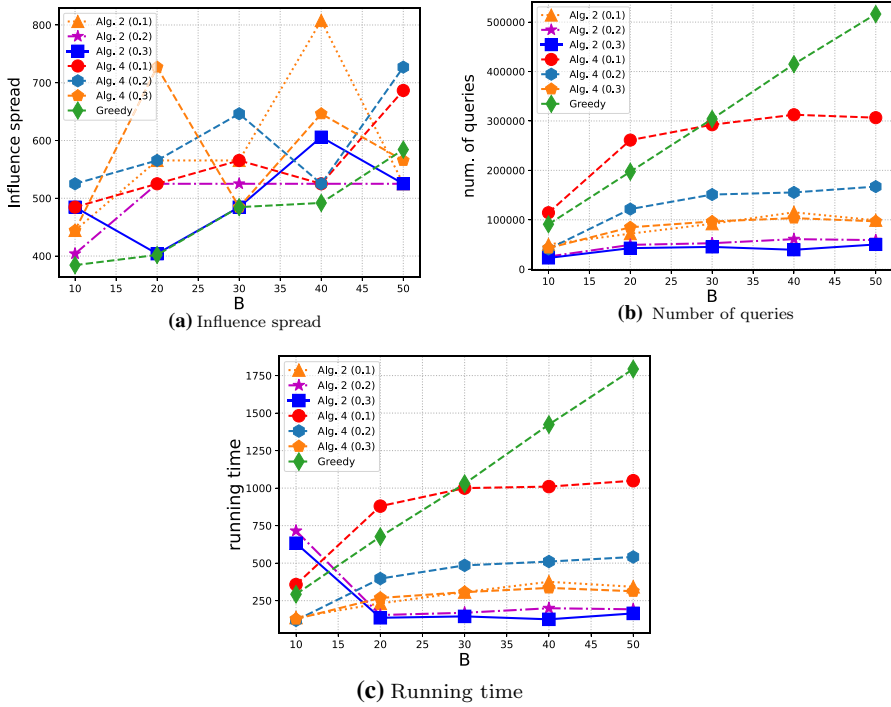 Alg. 2 (0.1)
Alg. 2 (0.2)
Alg. 2 (0.3)
Alg. 4 (0.1)
Alg. 4 (0.2)
Alg. 4 (0.3)
Greedy
Influence spread
800
700
600
500
400
10 15 20 25 30 35 40 45 50
B
(a) Influence spread
Alg. 2 (0.1)
Alg. 2 (0.2)
Alg. 2 (0.3)
Alg. 4 (0.1)
Alg. 4 (0.2)
Alg. 4 (0.3)
Greedy
num. of queries
500000
400000
300000
200000
100000
0
10 15 20 25 30 35 40 45 50
B
(b) Number of queries
Alg. 2 (0.1)
Alg. 2 (0.2)
Alg. 2 (0.3)
Alg. 4 (0.1)
Alg. 4 (0.2)
Alg. 4 (0.3)
Greedy
running time
1750
1500
1250
1000
750
500
250
10 15 20 25 30 35 40 45 50
B
(c) Running time